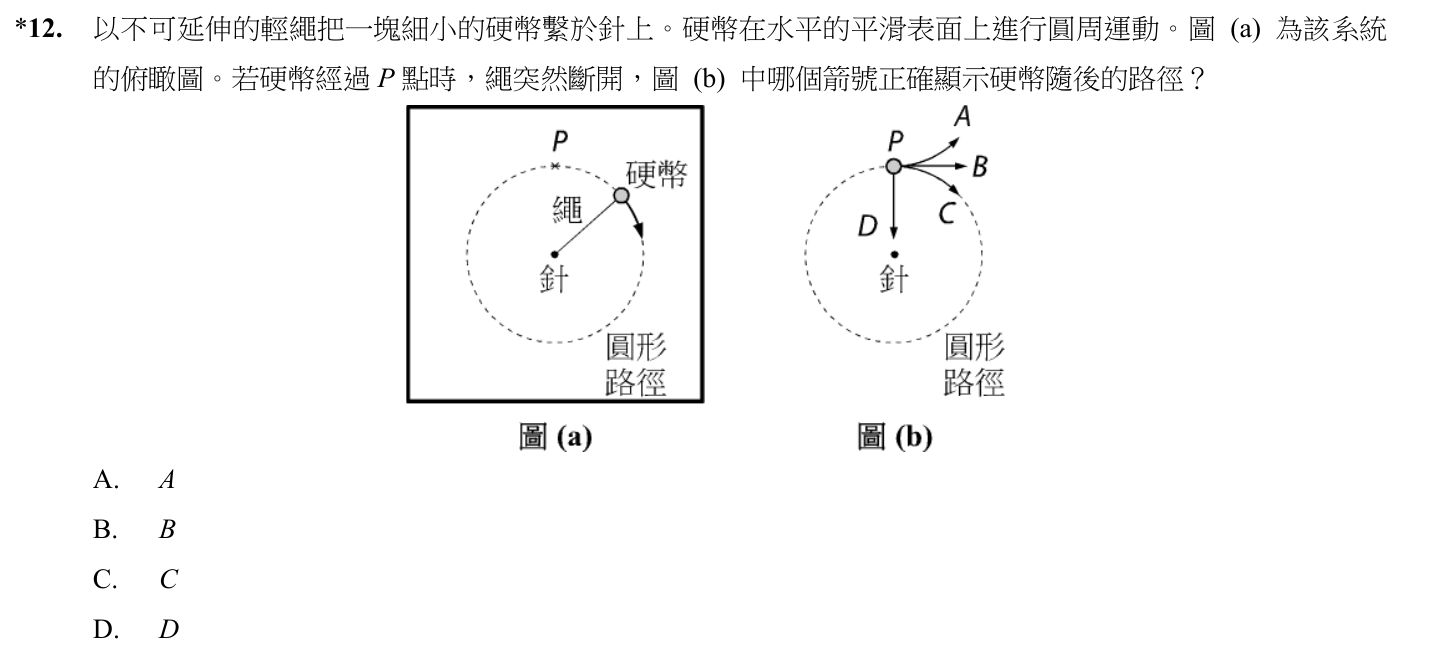 *12. 以不可延伸的輕繩把一塊細小的硬幣繫於針上。硬幣在水平的平滑表面上進行圓周運動。圖 (a) 為該系統
的俯瞰圖。若硬幣經過 P 點時，繩突然斷開，圖 (b) 中哪個箭號正確顯示硬幣隨後的路徑？
P
硬幣
繩
針
圓形
路徑
圖 (a)
A
P
B
C
D
針
圓形
路徑
圖 (b)
A. A
B. B
C. C
D. D